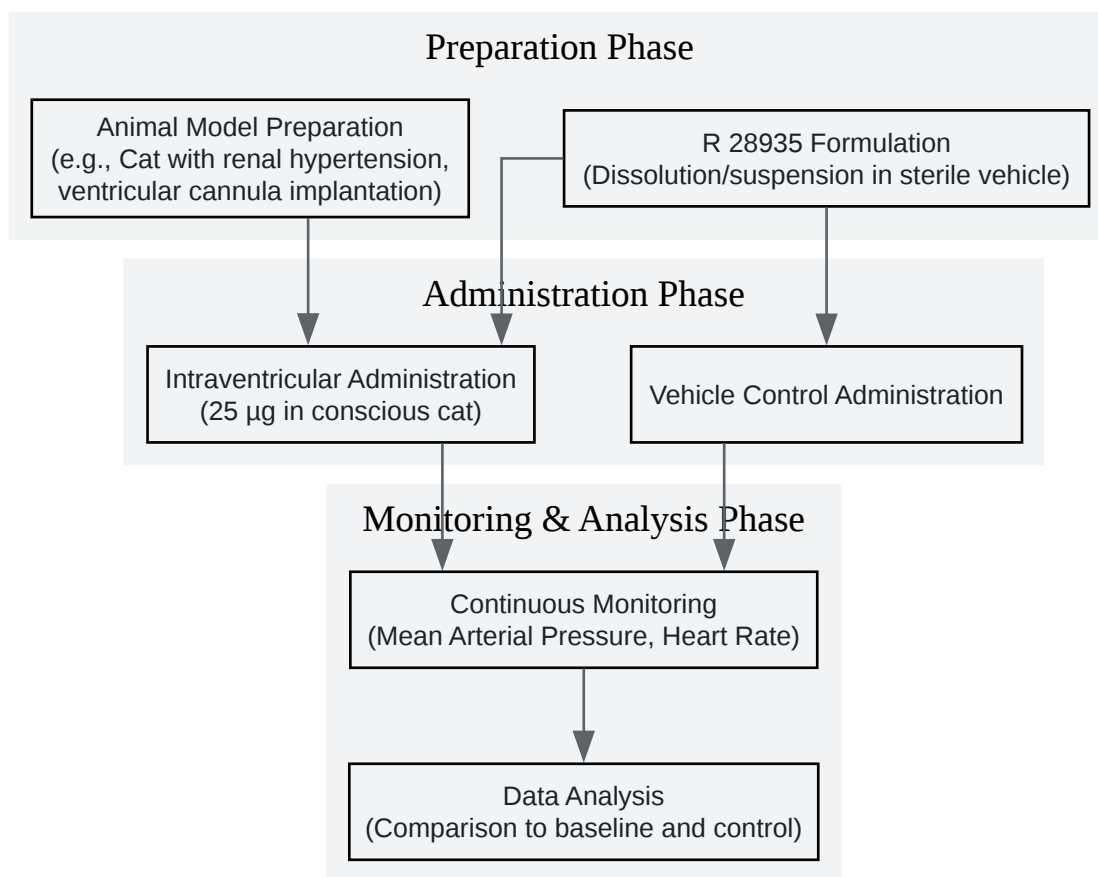 Preparation Phase
Animal Model Preparation
(e.g., Cat with renal hypertension,
ventricular cannula implantation)
R 28935 Formulation
(Dissolution/suspension in sterile vehicle)
Administration Phase
Intraventricular Administration
(25 µg in conscious cat)
Vehicle Control Administration
Monitoring & Analysis Phase
Continuous Monitoring
(Mean Arterial Pressure, Heart Rate)
Data Analysis
(Comparison to baseline and control)